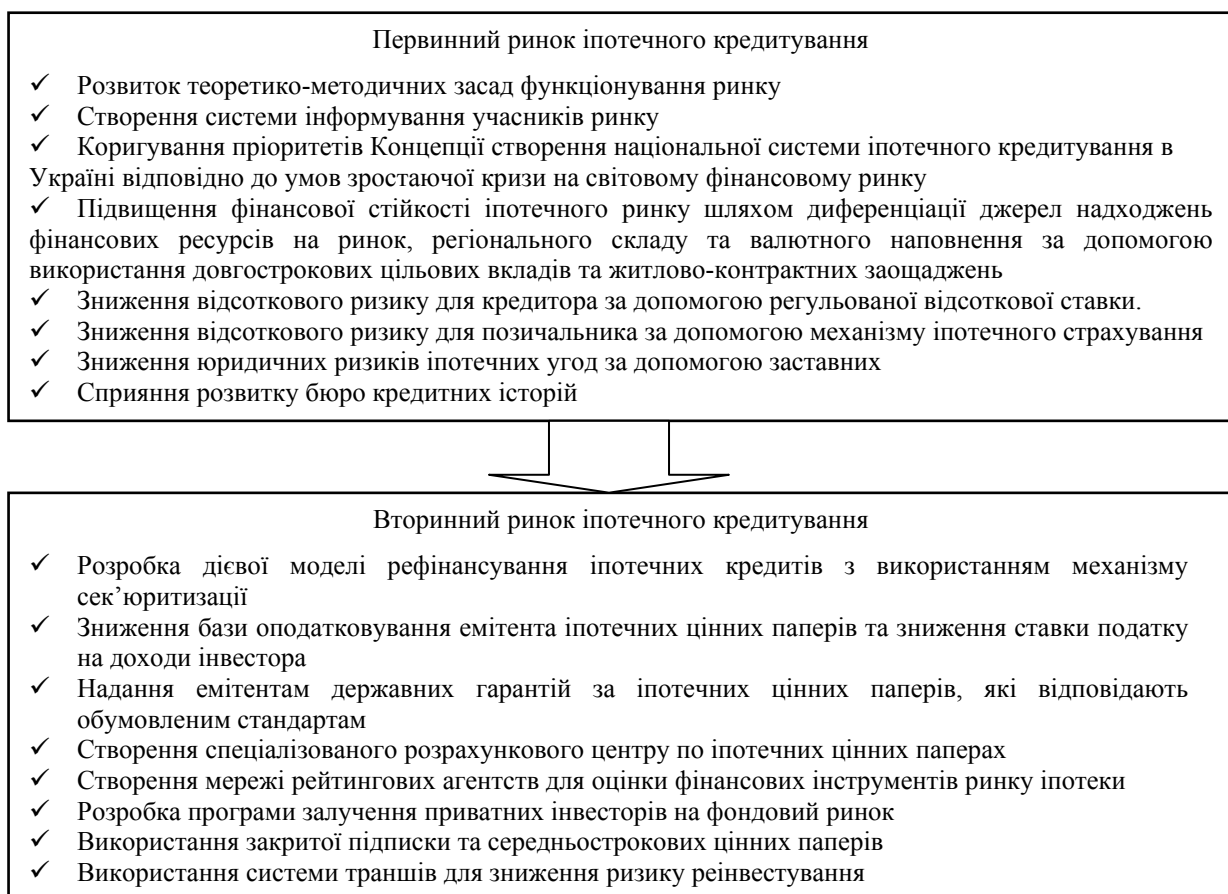 Первинний ринок іпотечного кредитування
✓ Розвиток теоретико-методичних засад функціонування ринку
✓ Створення системи інформування учасників ринку
✓ Коригування пріоритетів Концепції створення національної системи іпотечного кредитування в
Україні відповідно до умов зростаючої кризи на світовому фінансовому ринку
✓ Підвищення фінансової стійкості іпотечного ринку шляхом диференціації джерел надходжень
фінансових ресурсів на ринок, регіонального складу та валютного наповнення за допомогою
використання довгострокових цільових вкладів та житлово-контрактних заощаджень
✓ Зниження відсоткового ризику для кредитора за допомогою регульованої відсоткової ставки.
✓ Зниження відсоткового ризику для позичальника за допомогою механізму іпотечного страхування
✓ Зниження юридичних ризиків іпотечних угод за допомогою заставних
✓ Сприяння розвитку бюро кредитних історій
Вторинний ринок іпотечного кредитування
✓ Розробка дієвої моделі рефінансування іпотечних кредитів з використанням механізму
сек’юритизації
✓ Зниження бази оподатковування емітента іпотечних цінних паперів та зниження ставки податку
на доходи інвестора
✓ Надання емітентам державних гарантій за іпотечних цінних паперів, які відповідають
обумовленим стандартам
✓ Створення спеціалізованого розрахункового центру по іпотечних цінних паперах
✓ Створення мережі рейтингових агентств для оцінки фінансових інструментів ринку іпотеки
✓ Розробка програми залучення приватних інвесторів на фондовий ринок
✓ Використання закритої підписки та середньострокових цінних паперів
✓ Використання системи траншів для зниження ризику реінвестування